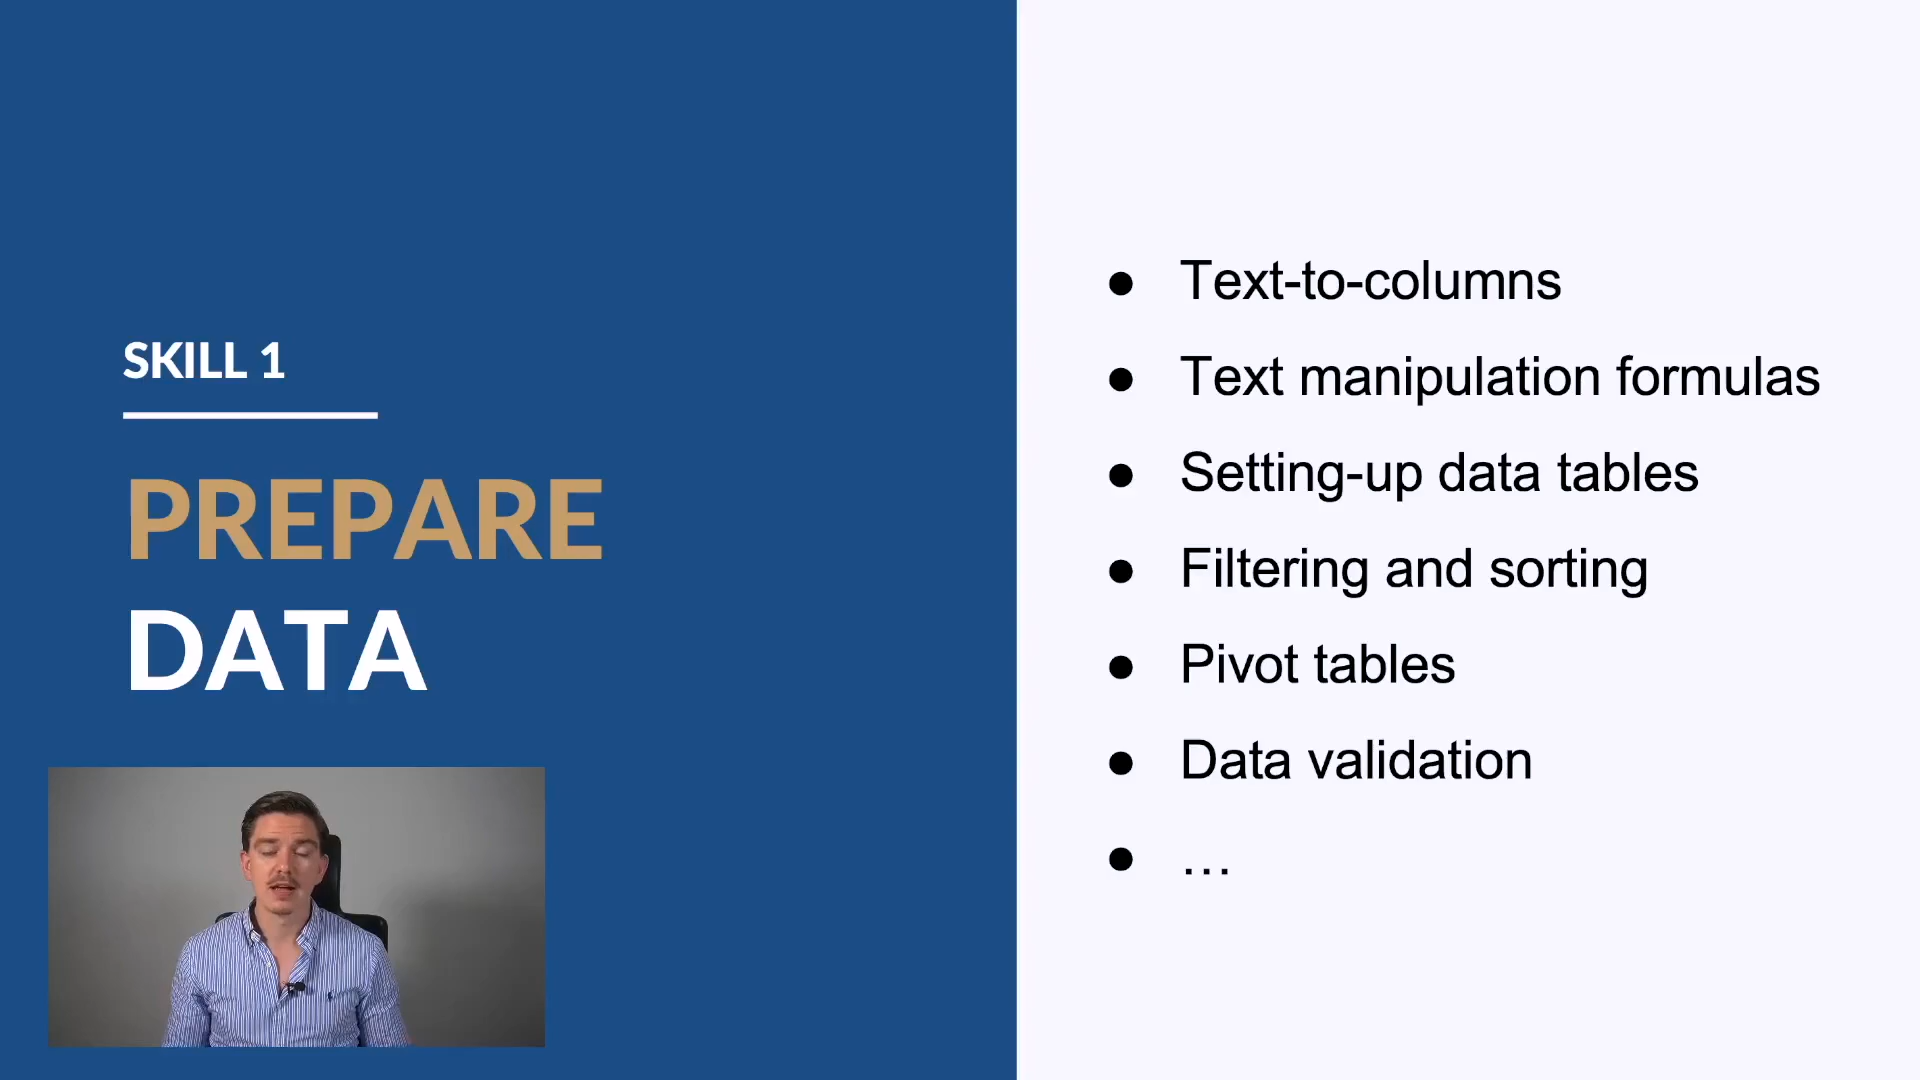 SKILL 1
PREPARE
DATA
● Text-to-columns
● Text manipulation formulas
● Setting-up data tables
● Filtering and sorting
● Pivot tables
● Data validation
● …